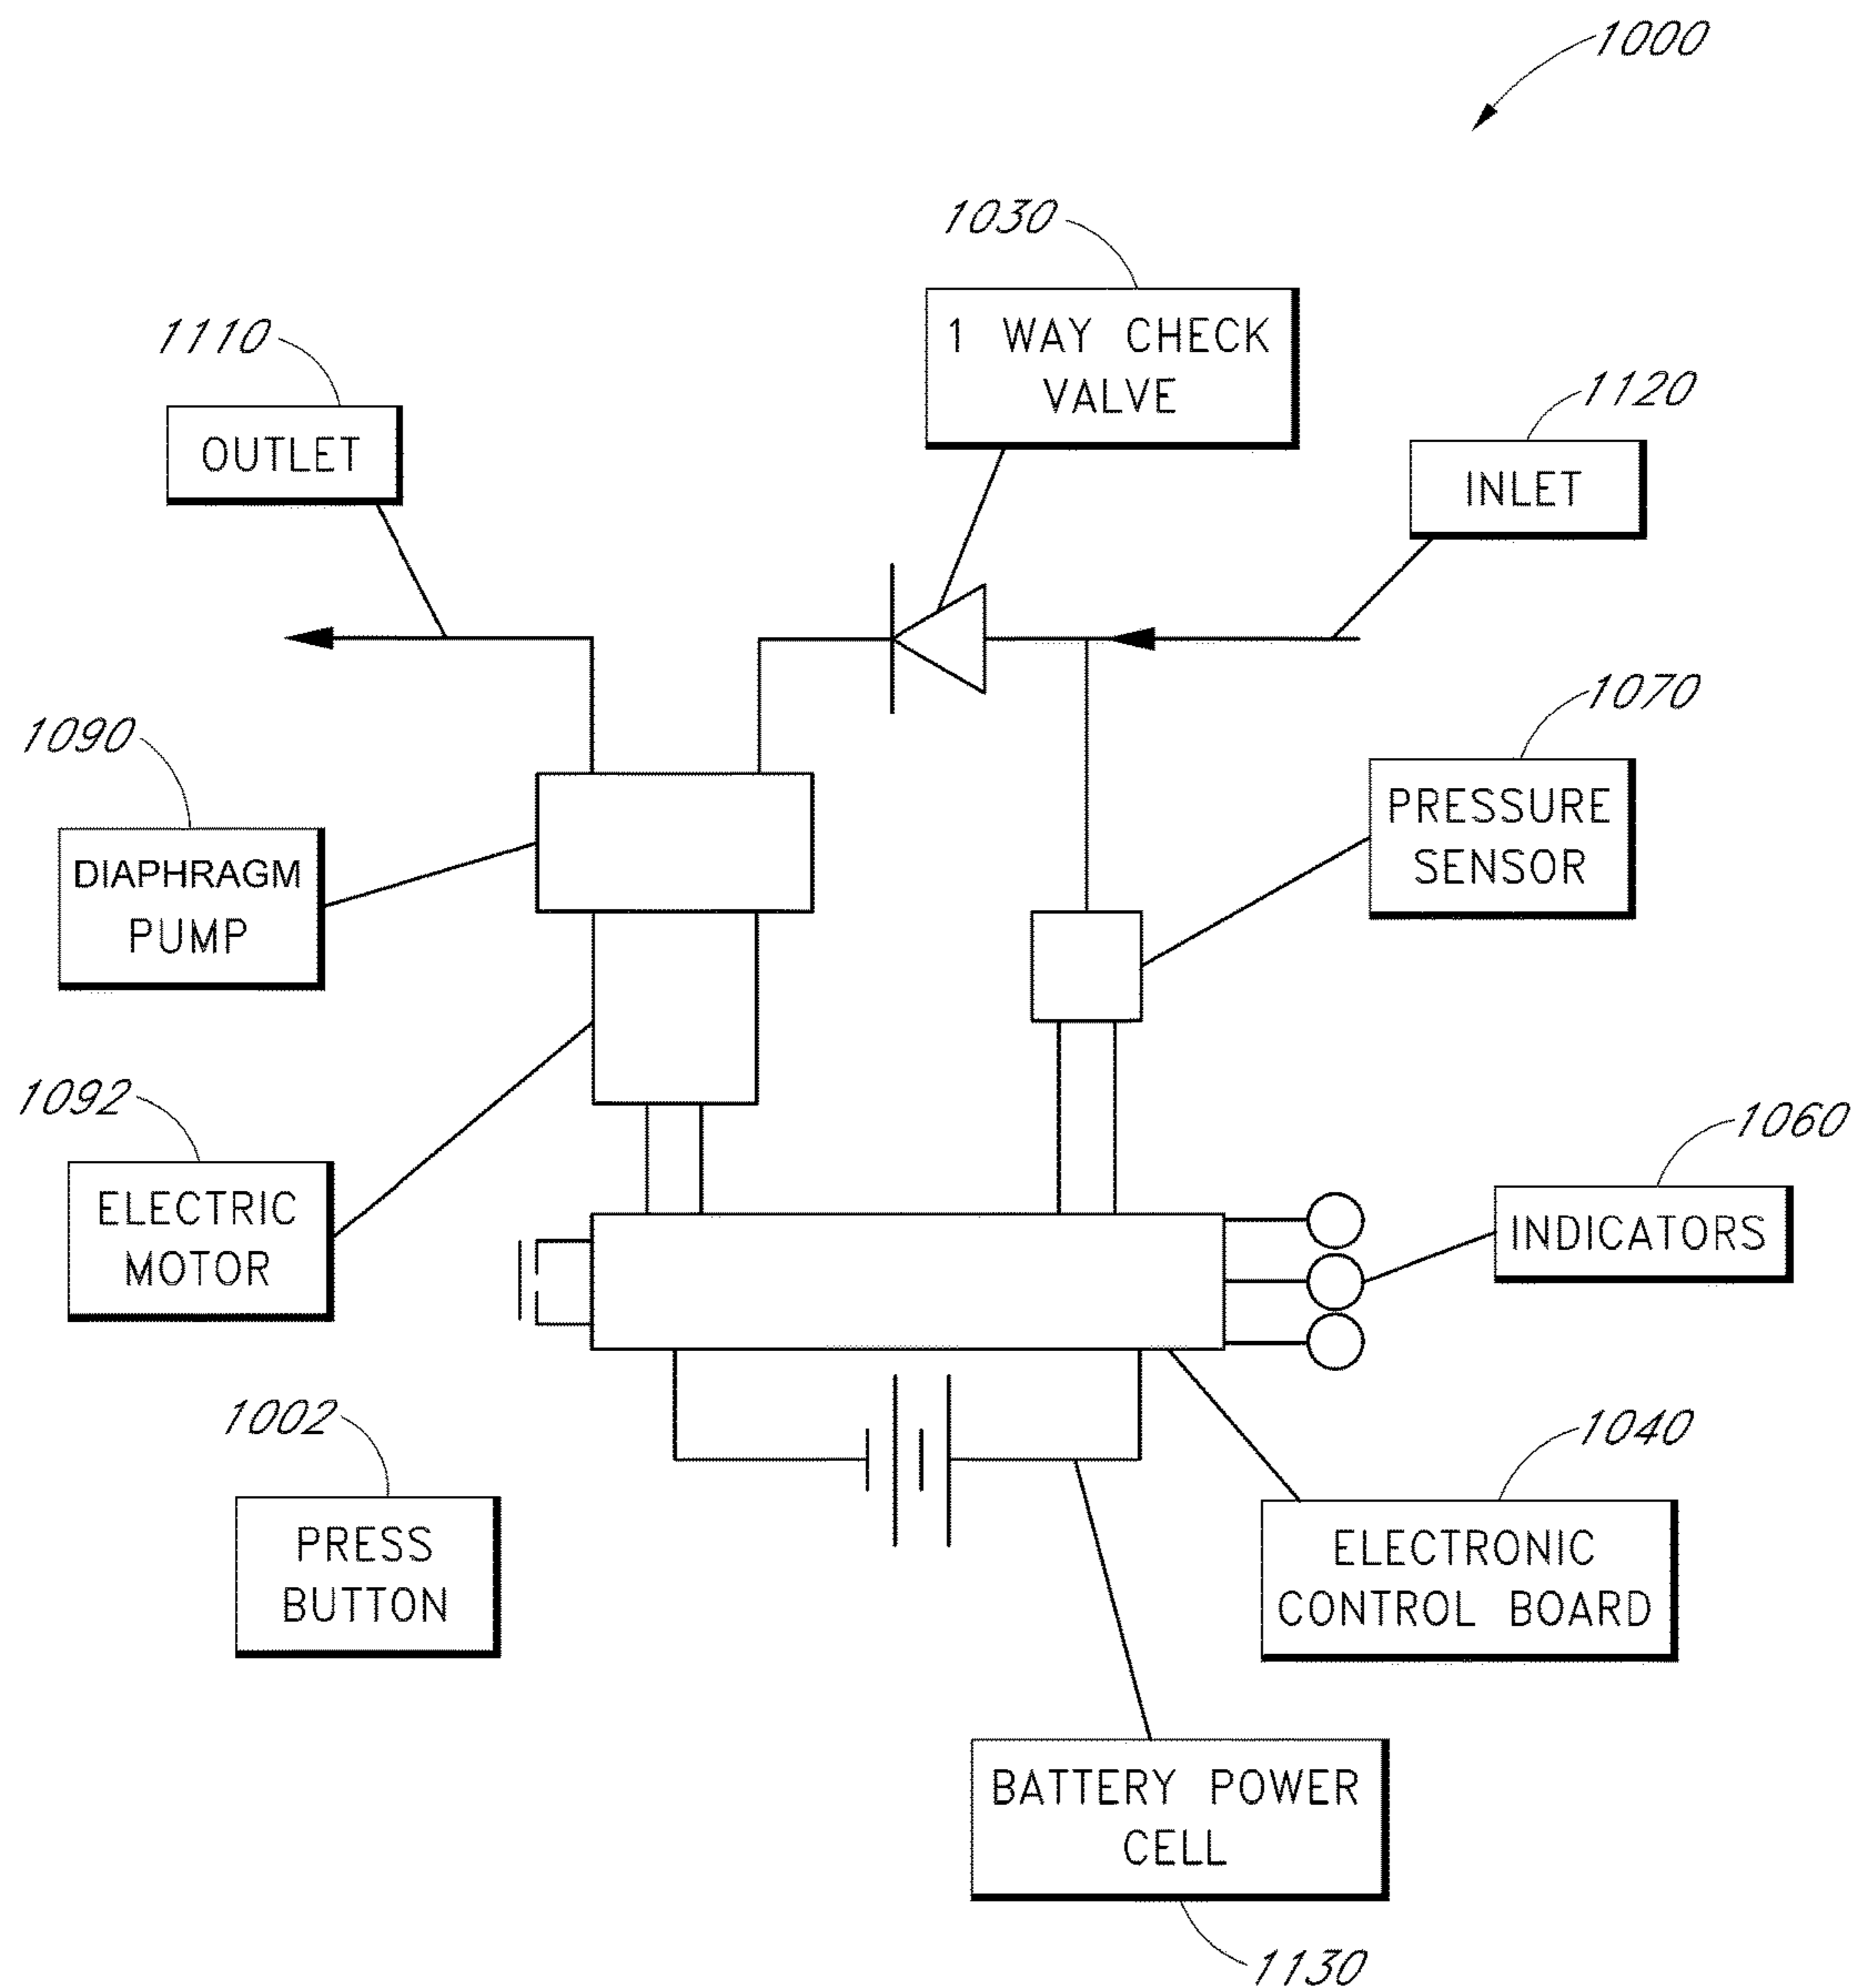 1000
1030
1 WAY CHECK
VALVE
1110
OUTLET
1120
INLET
1090
DIAPHRAGM
PUMP
1070
PRESSURE
SENSOR
1092
ELECTRIC
MOTOR
1060
INDICATORS
1002
PRESS
BUTTON
1040
ELECTRONIC
CONTROL BOARD
BATTERY POWER
CELL
1130